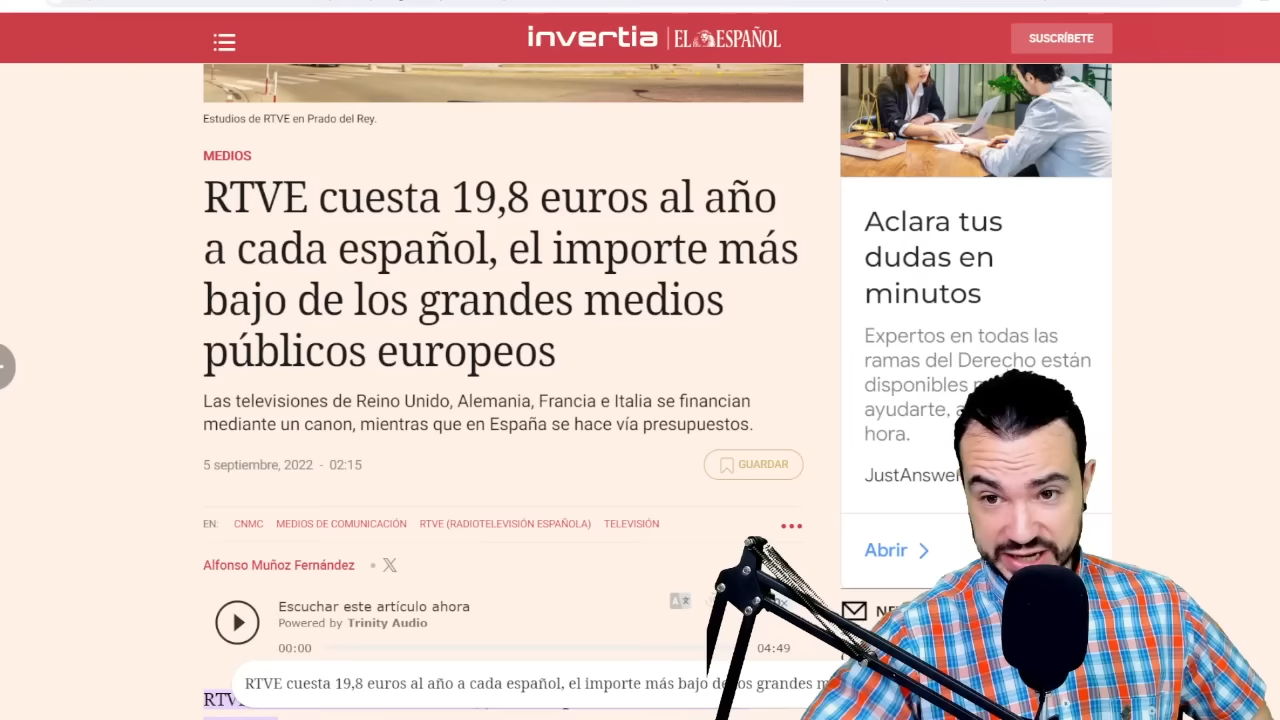 invertia | EL ESPAÑOL
SUSCRÍBETE
Estudios de RTVE en Prado del Rey.
MEDIOS
RTVE cuesta 19,8 euros al año
a cada español, el importe más
bajo de los grandes medios
públicos europeos
Las televisiones de Reino Unido, Alemania, Francia e Italia se financian
mediante un canon, mientras que en España se hace vía presupuestos.
5 septiembre, 2022 - 02:15
GUARDAR
EN: CNMC MEDIOS DE COMUNICACIÓN RTVE (RADIOTELEVISIÓN ESPAÑOLA) TELEVISIÓN
Alfonso Muñoz Fernández
Escuchar este artículo ahora
Powered by Trinity Audio
00:00
04:49
RTVE cuesta 19,8 euros al año a cada español, el importe más bajo de los grandes m
Aclara tus
dudas en
minutos
Expertos en todas las
ramas del Derecho están
disponibles
ayudarte, a
hora.
JustAnswer
Abrir